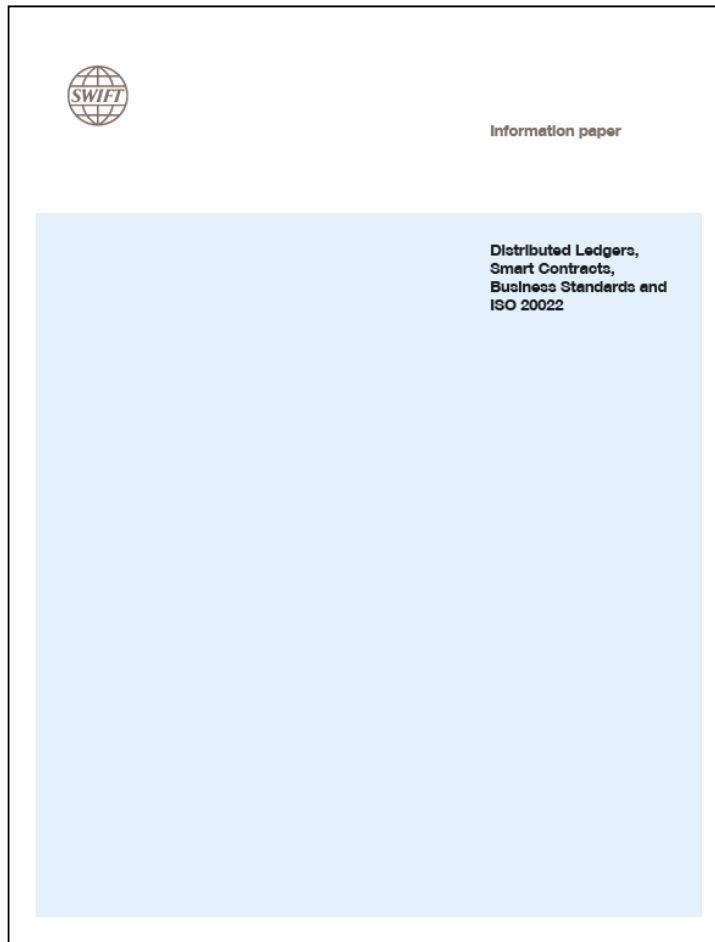 SWIFT
Information paper
Distributed Ledgers,
Smart Contracts,
Business Standards and
ISO 20022